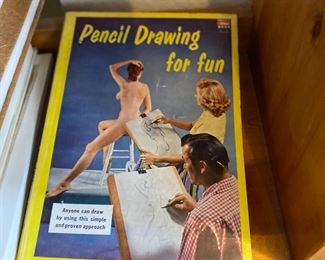 Pencil Drawing
for fun
Anyone can draw
by using this simple
and proven approach